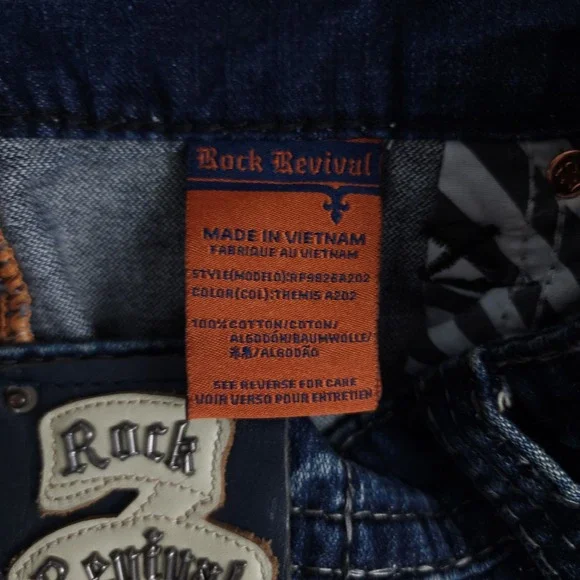 Rock Revival
MADE IN VIETNAM
FABRIQUE AU VIETNAM
STYLE(MODELO):RP9826A202
COLOR(COL):THEMIS A202
100% COTTON/COTON/
ALGODÓN/BAUMWOLLE/
/ALGODÃO
SEE REVERSE FOR CARE
VOIR VERSO POUR ENTRETIEN
Rock
Revival